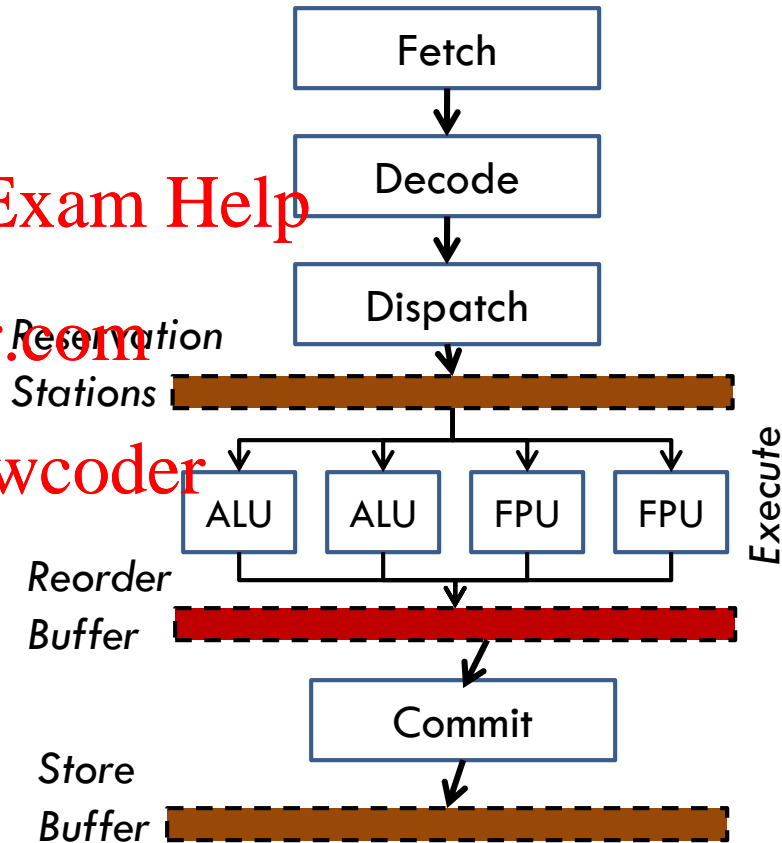 Fetch
Decode
Exam Help
Dispatch
Reservation
r.com
Stations
wcoder
ALU ALU FPU FPU
Execute
Reorder
Buffer
Commit
Store
Buffer